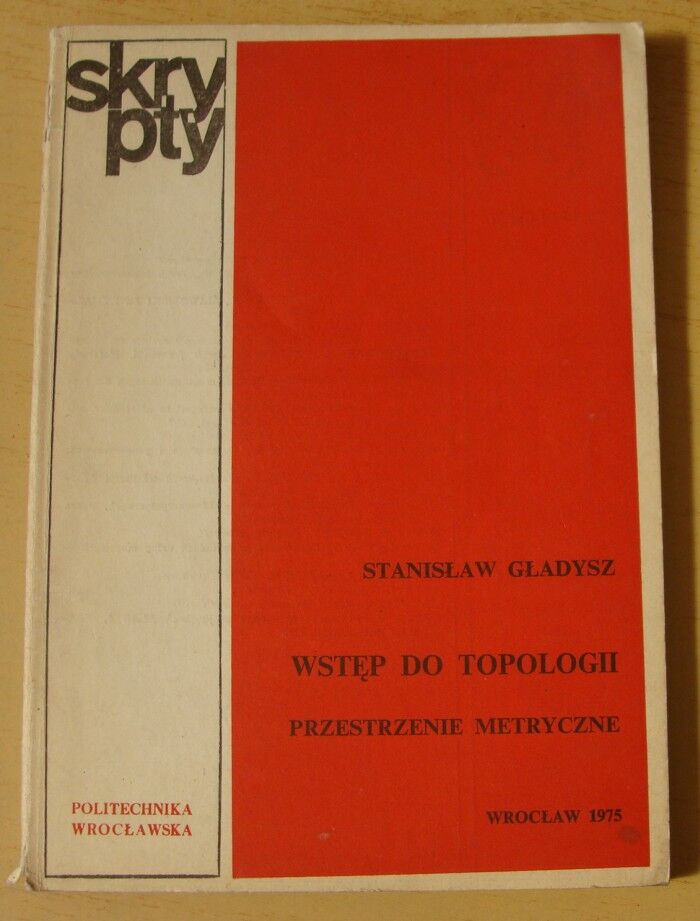 skry
pty
STANISŁAW GŁADYSZ
WSTĘP DO TOPOLOGII
PRZESTRZENIE METRYCZNE
POLITECHNIKA
WROCŁAWSKA
WROCŁAW 1975